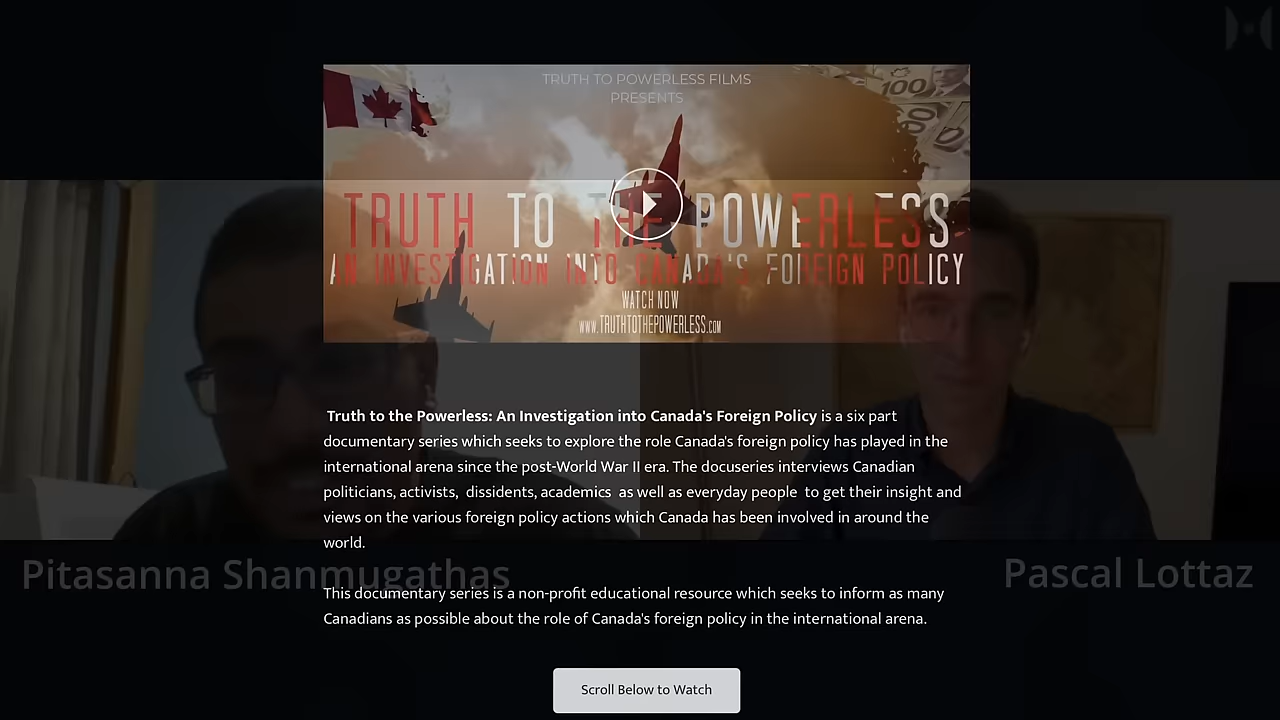 TRUTH TO POWERLESS FILMS
PRESENTS
100
TRUTH TO THE POWERLESS
AN INVESTIGATION INTO CANADA'S FOREIGN POLICY
WATCH NOW
WWW.TRUTHTOTHEPOWERLESS.COM
Truth to the Powerless: An Investigation into Canada's Foreign Policy is a six part
documentary series which seeks to explore the role Canada's foreign policy has played in the
international arena since the post-World War II era. The docuseries interviews Canadian
politicians, activists, dissidents, academics as well as everyday people to get their insight and
views on the various foreign policy actions which Canada has been involved in around the
world.
Pitasanna Shanmugathas
Pascal Lottaz
This documentary series is a non-profit educational resource which seeks to inform as many
Canadians as possible about the role of Canada's foreign policy in the international arena.
Scroll Below to Watch